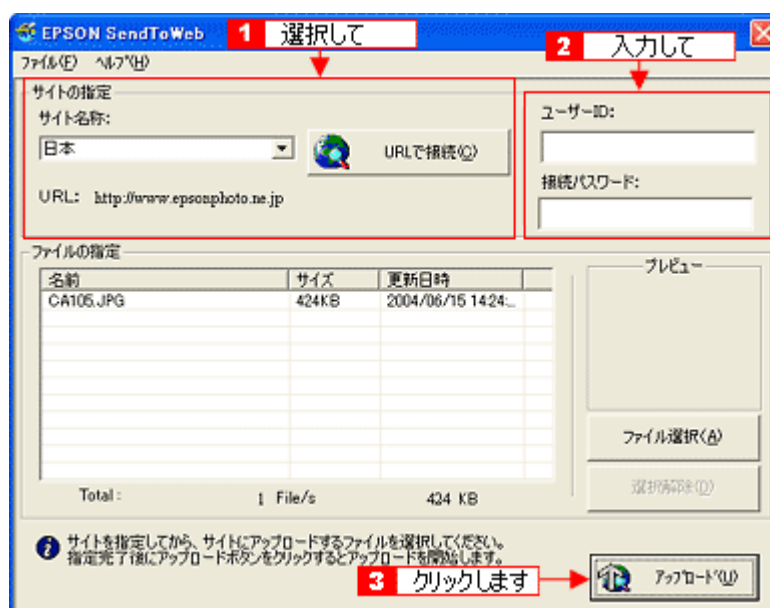 EPSON SendToWeb
1 選択して
2 入力して
ファイル(F) ヘルプ(H)
サイトの指定
サイト名称:
日本
URLで接続(C)
URL: http://www.epsonphoto.ne.jp
ユーザーID:
接続パスワード:
ファイルの指定
名前 サイズ 更新日時
CA105.JPG 424KB 2004/06/15 14:24:...
プレビュー
ファイル選択(A)
選択解除(D)
Total : 1 File/s 424 KB
サイトを指定してから、サイトにアップロードするファイルを選択してください。
指定完了後にアップロードボタンをクリックするとアップロードを開始します。
3 クリックします
アップロード(U)